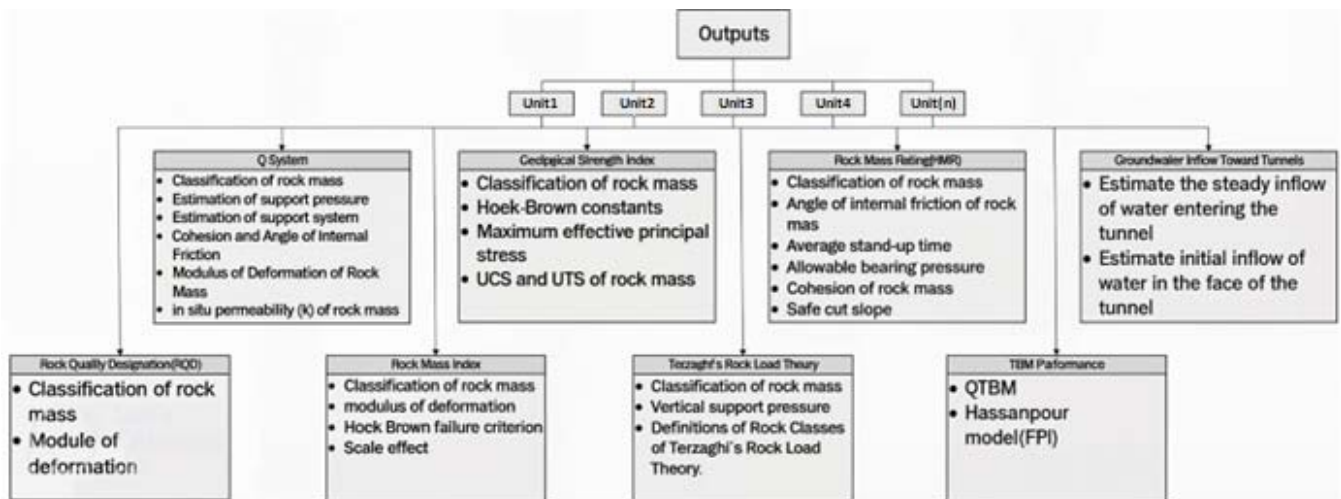 Outputs
Unit1
Unit2
Unit3
Unit4
Unit(n)
Q System
• Classification of rock mass
• Estimation of support pressure
• Estimation of support system
• Cohesion and Angle of Internal
Friction
• Modulus of Deformation of Rock
Mass
• in situ permeability (k) of rock mass
Geolpgical Strength Index
• Classification of rock mass
• Hoek-Brown constants
• Maximum effective principal
stress
• UCS and UTS of rock mass
Rock Mass Rating(HMR)
• Classification of rock mass
• Angle of internal friction of rock
mas
• Average stand-up time
• Allowable bearing pressure
• Cohesion of rock mass
• Safe cut slope
Groundwaler Inflow Toward Tunnels
• Estimate the steady inflow
of water entering the
tunnel
• Estimate initial inflow of
water in the face of the
tunnel
Rock Quality Designation(RQD)
• Classification of rock
mass
• Module of
deformation
Rock Mass Index
• Classification of rock mass
• modulus of deformation
• Hock Brown failure criterion
• Scale effect
Terzaghi's Rock Load Theury
• Classification of rock mass
• Vertical support pressure
• Definitions of Rock Classes
of Terzaghi's Rock Load
Theory.
TBM Paformance
• QTBM
• Hassanpour
model(FPI)